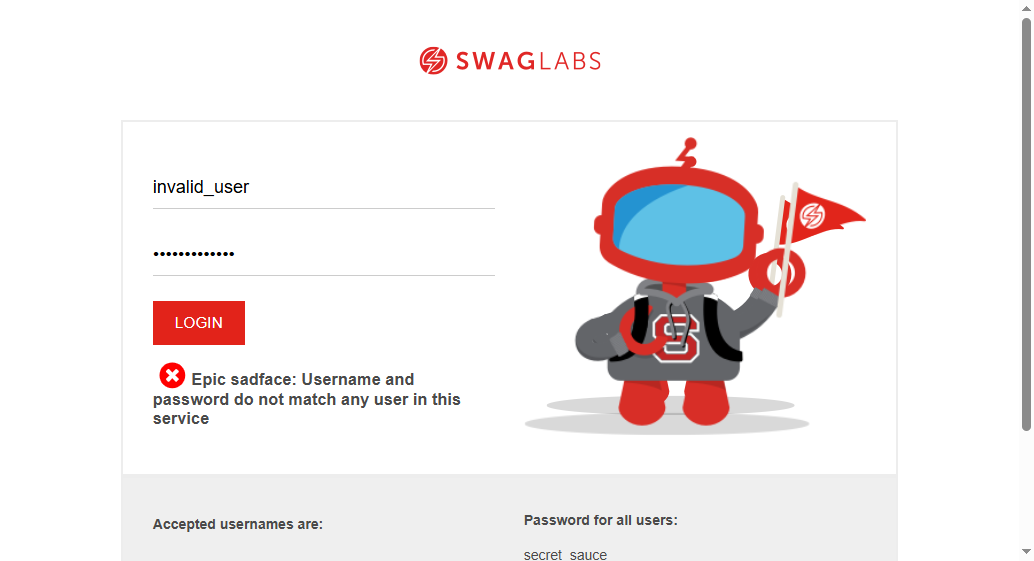 SWAGLABS
invalid_user
•••••••••••••
LOGIN
Epic sadface: Username and
password do not match any user in this
service
Accepted usernames are:
Password for all users:
secret_sauce